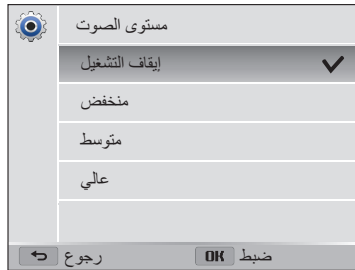 مستوى الصوت
إيقاف التشغيل
منخفض
متوسط
عالي
ضبط OK رجوع